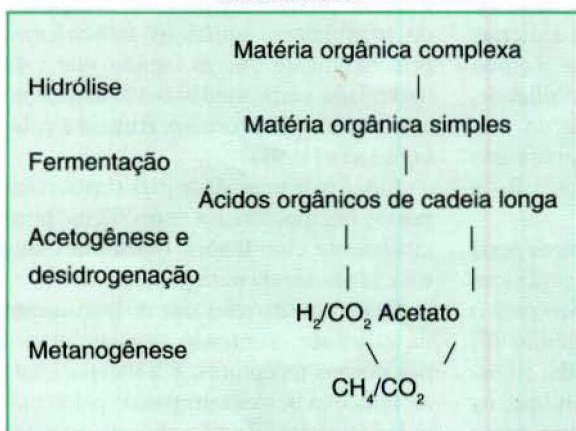 Matéria orgânica complexa
Hidrólise
Matéria orgânica simples
Fermentação
Ácidos orgânicos de cadeia longa
Acetogênese e
desidrogenação
H₂/CO₂ Acetato
Metanogênese
CH₄/CO₂